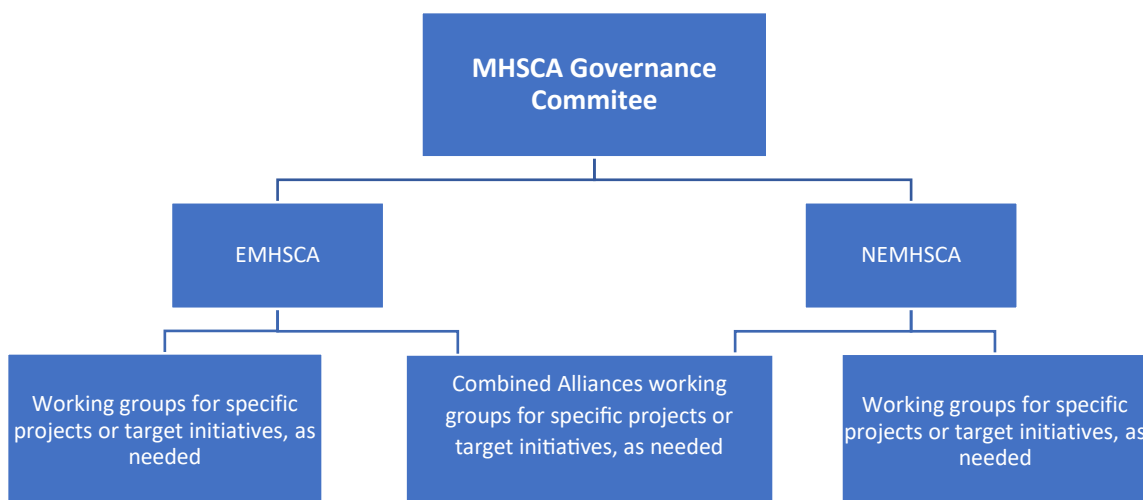 MHSCA Governance
Commitee
EMHSCA
NEMHSCA
Working groups for specific
projects or target initiatives, as
needed
Combined Alliances working
groups for specific projects or
target initiatives, as needed
Working groups for specific
projects or target initiatives, as
needed